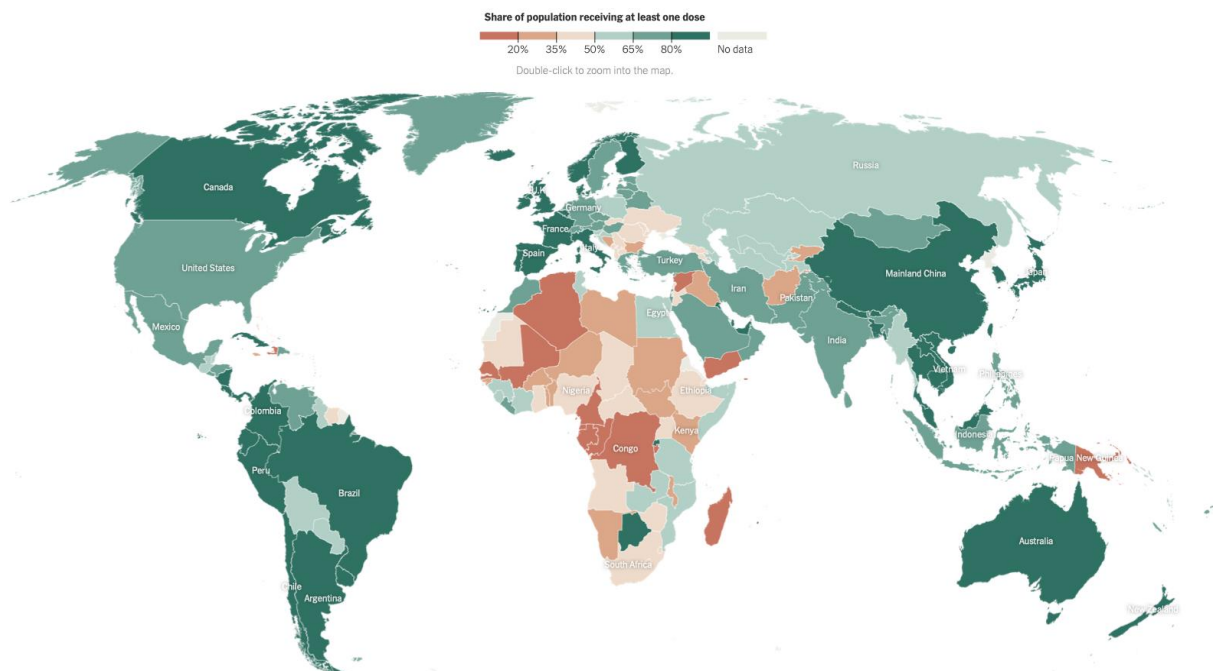 Share of population receiving at least one dose
20% 35% 50% 65% 80% No data
Double-click to zoom into the map.
Russia
Canada
U.K.
Germany
France
Italy
Spain
Turkey
Mainland China
Japan
United States
Iran
Pakistan
Mexico
Egypt
India
Vietnam
Philippines
Nigeria
Ethiopia
Colombia
Kenya
Congo
Indonesia
Papua New Guinea
Peru
Brazil
Australia
South Africa
Chile
Argentina
New Zealand